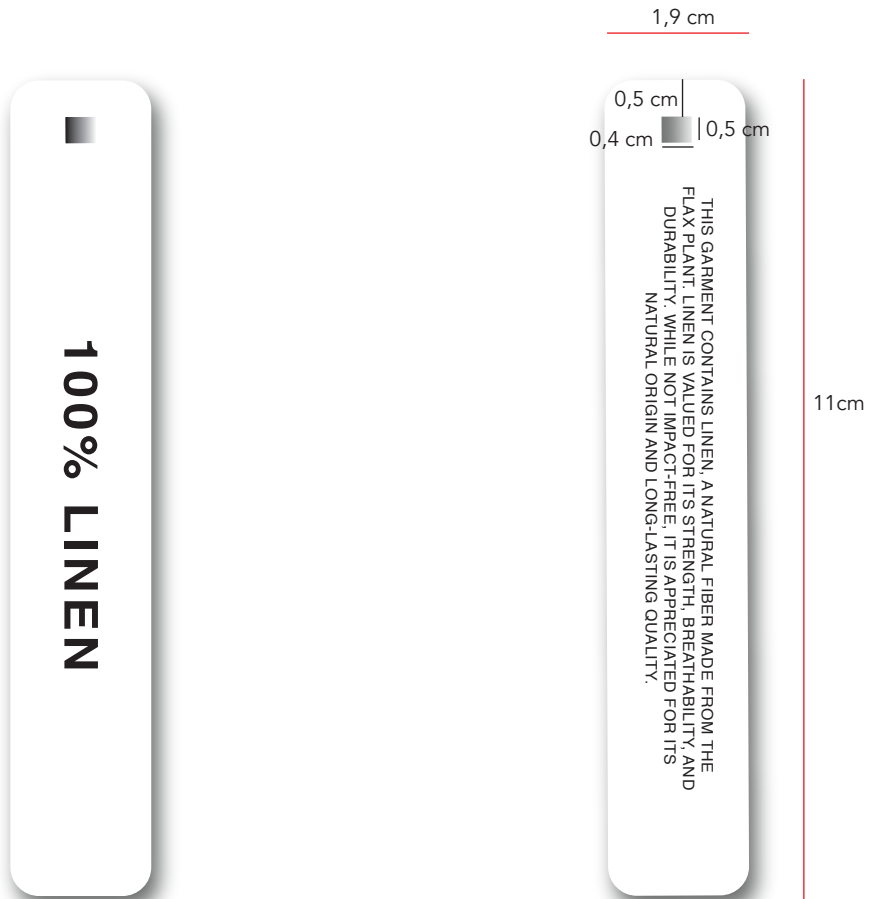 100% LINEN
1,9 cm
0,5 cm
0,4 cm
0,5 cm
THIS GARMENT CONTAINS LINEN, A NATURAL FIBER MADE FROM THE
FLAX PLANT. LINEN IS VALUED FOR ITS STRENGTH, BREATHABILITY, AND
DURABILITY. WHILE NOT IMPACT-FREE, IT IS APPRECIATED FOR ITS
NATURAL ORIGIN AND LONG-LASTING QUALITY.
11cm